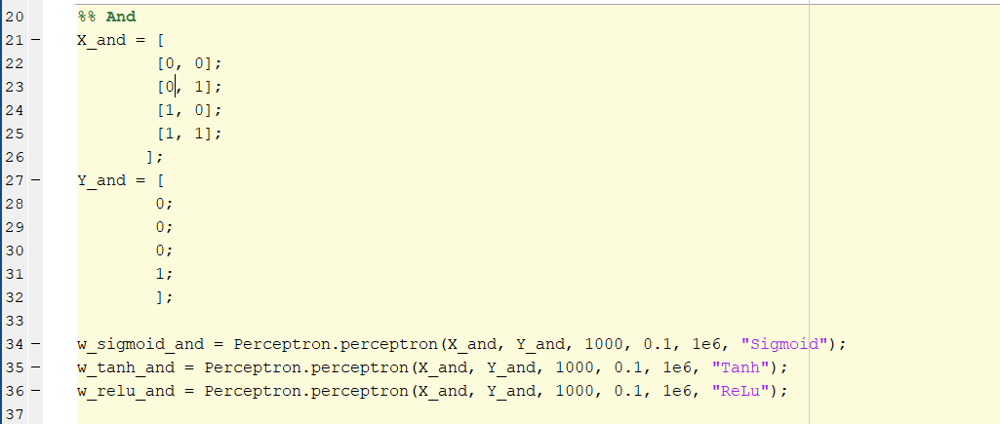 20 %% And
21 — X_and = [
22 [0, 0];
23 [0, 1];
24 [1, 0];
25 [1, 1];
26 ];
27 — Y_and = [
28 0;
29 0;
30 0;
31 1;
32 ];
33
34 — w_sigmoid_and = Perceptron.perceptron(X_and, Y_and, 1000, 0.1, 1e6, "Sigmoid");
35 — w_tanh_and = Perceptron.perceptron(X_and, Y_and, 1000, 0.1, 1e6, "Tanh");
36 — w_relu_and = Perceptron.perceptron(X_and, Y_and, 1000, 0.1, 1e6, "ReLu");
37